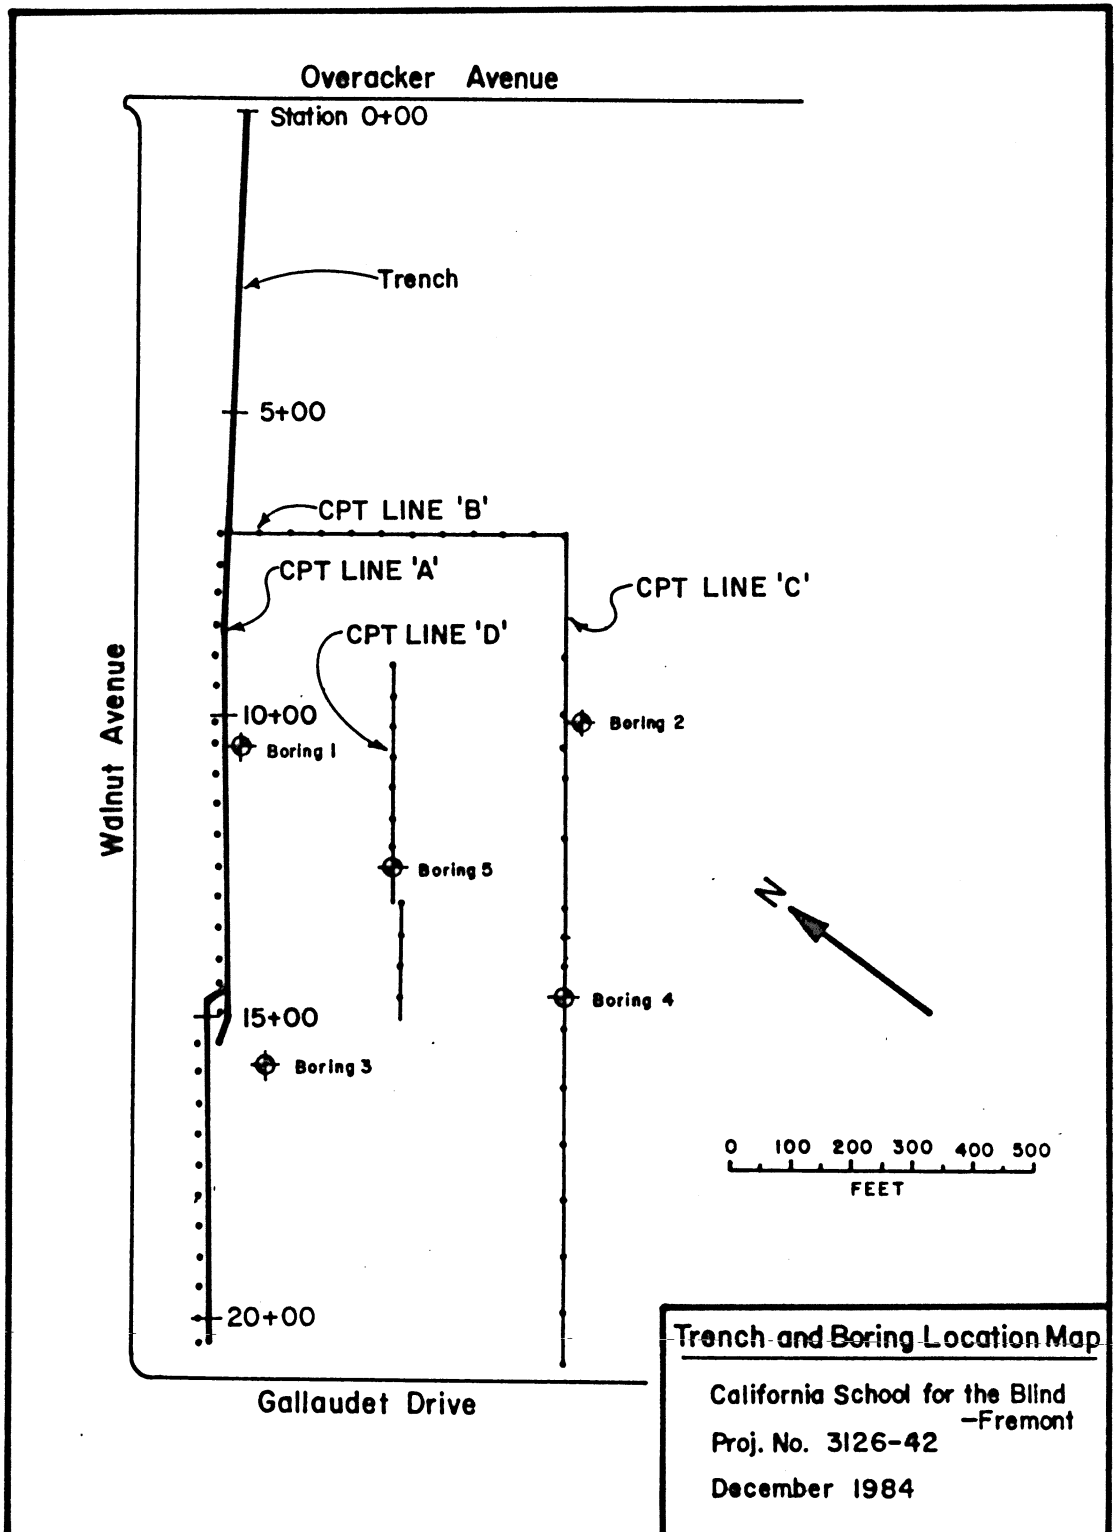 Overacker Avenue
Station 0+00
Trench
5+00
CPT LINE 'B'
CPT LINE 'A'
CPT LINE 'C'
CPT LINE 'D'
Walnut Avenue
10+00
Boring 2
Boring 1
Boring 5
N
Boring 4
15+00
Boring 3
0 100 200 300 400 500
FEET
20+00
Trench and Boring Location Map
Gallaudet Drive
California School for the Blind
-Fremont
Proj. No. 3126-42
December 1984